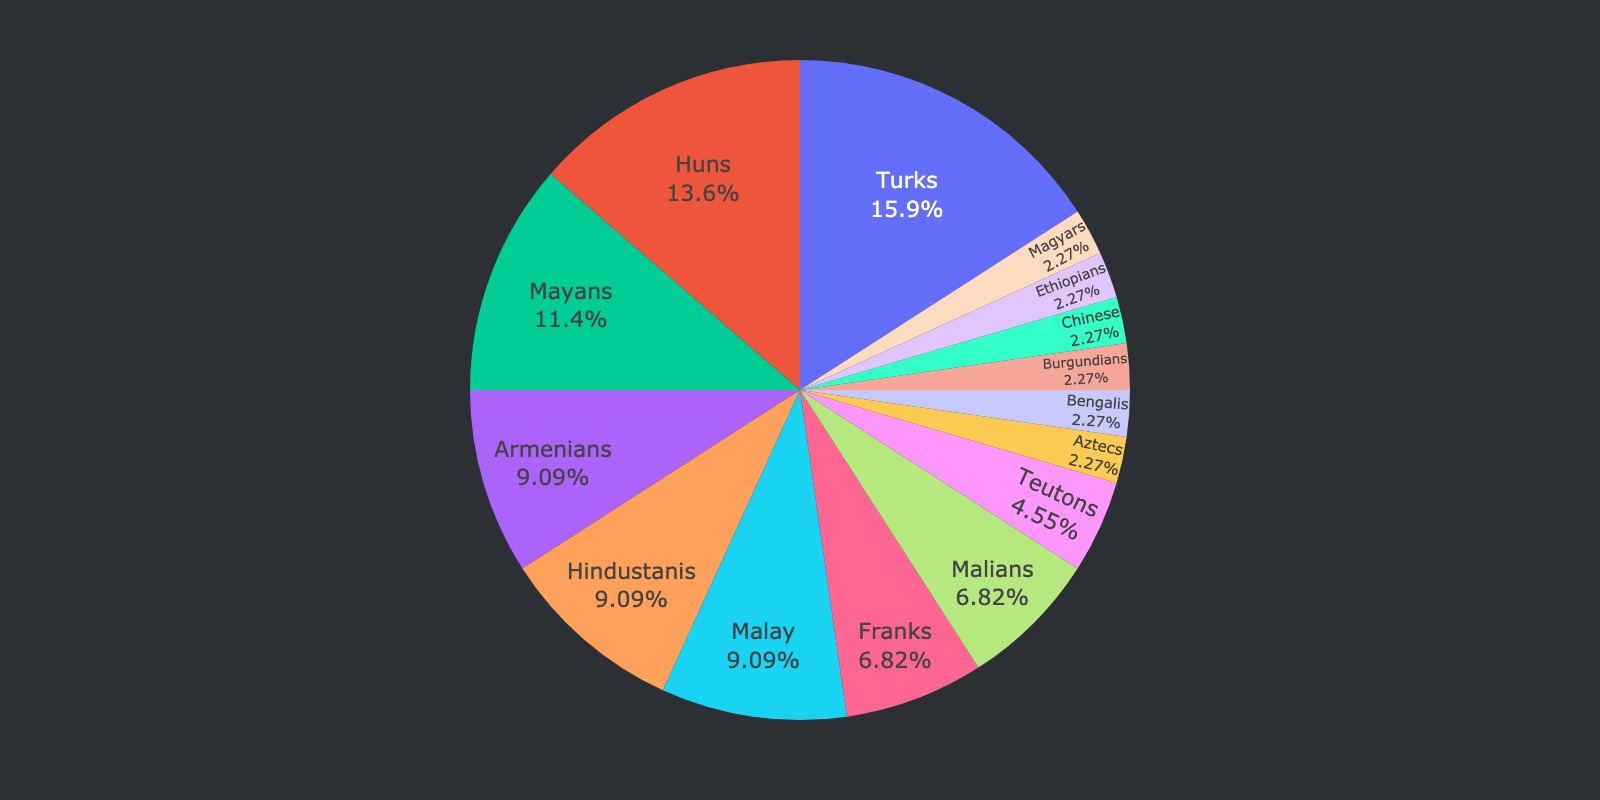 Huns
13.6%
Turks
15.9%
Magyars
2.27%
Ethiopians
2.27%
Chinese
2.27%
Burgundians
2.27%
Bengalis
2.27%
Aztecs
2.27%
Teutons
4.55%
Malians
6.82%
Franks
6.82%
Malay
9.09%
Hindustanis
9.09%
Armenians
9.09%
Mayans
11.4%